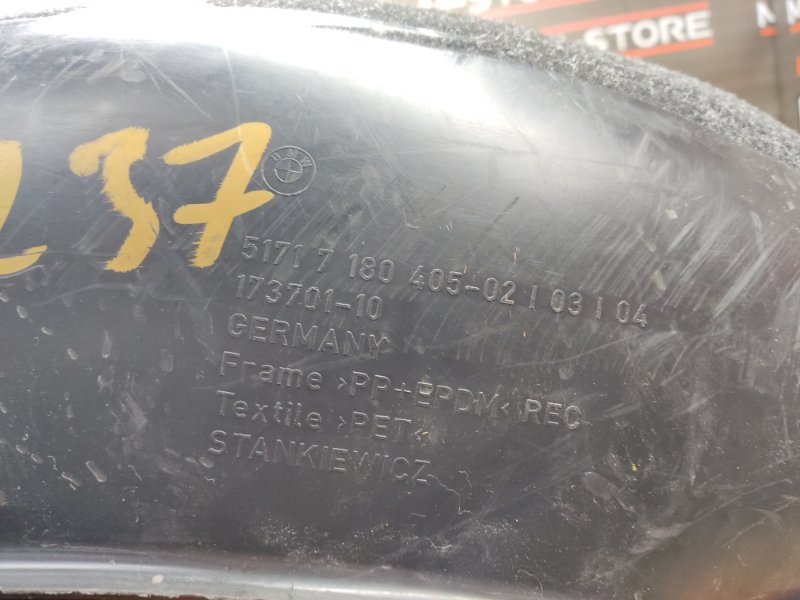 STORE
237
BMW
5171 7 180 405-02 | 03 | 04
173701-10
GERMANY
Frame >PP+EPDM< REC
Textile >PET<
STANKIEWICZ